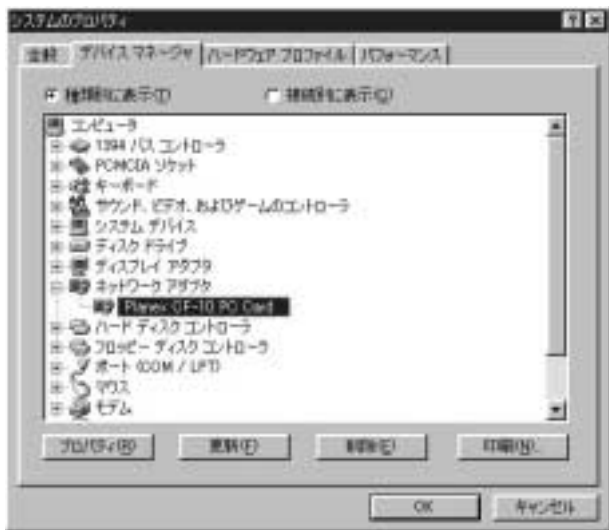 システムのプロパティ
全般 デバイス マネージャ ハードウェア プロファイル パフォーマンス
種類別に表示(T) 接続別に表示(C)
コンピュータ
1394 バス コントローラ
PCMCIA ソケット
キーボード
サウンド、ビデオ、およびゲームのコントローラ
システム デバイス
ディスク ドライブ
ディスプレイ アダプタ
ネットワーク アダプタ
Planex CF-10 PC Card
ハード ディスク コントローラ
フロッピー ディスク コントローラ
ポート (COM / LPT)
マウス
モデム
プロパティ(R) 更新(F) 削除(E) 印刷(N)...
OK キャンセル